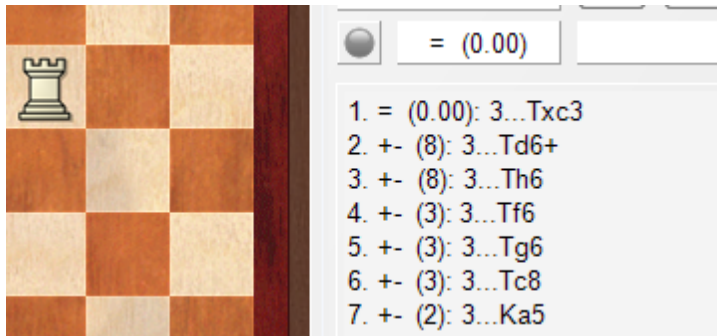 = (0.00)
1. = (0.00): 3...Txc3
2. +- (8): 3...Td6+
3. +- (8): 3...Th6
4. +- (3): 3...Tf6
5. +- (3): 3...Tg6
6. +- (3): 3...Tc8
7. +- (2): 3...Ka5